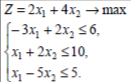 Z = 2x₁ + 4x₂ → max
-3x₁ + 2x₂ ≤ 6,
x₁ + 2x₂ ≤ 10,
x₁ - 5x₂ ≤ 5.